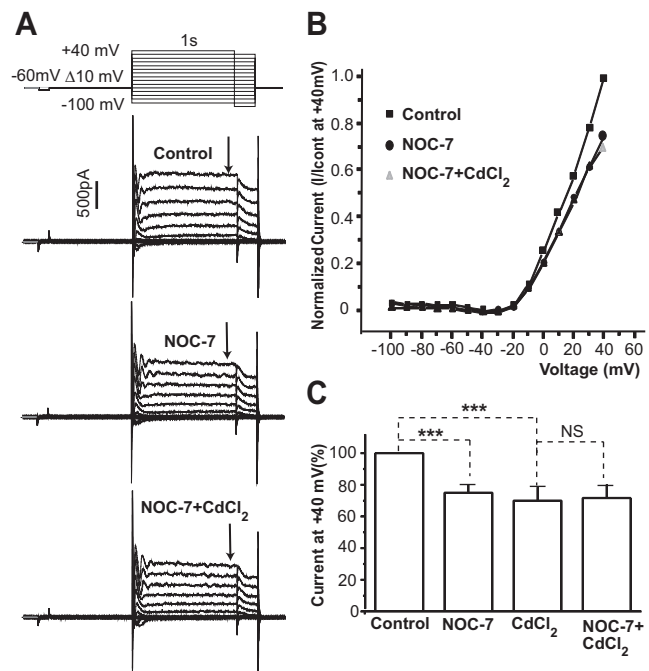 A
1s
+40 mV
-60mV Δ10 mV
-100 mV
Control
500pA
NOC-7
NOC-7+CdCl2
B
Normalized Current (I/Icont at +40mV)
1.0
0.8
0.6
0.4
0.2
0
Control
NOC-7
NOC-7+CdCl2
-100 -80 -60 -40 -20 0 20 40 60
Voltage (mV)
C
Current at +40 mV(%)
100
80
60
40
20
0
***
***
NS
Control NOC-7 CdCl2 NOC-7+
CdCl2